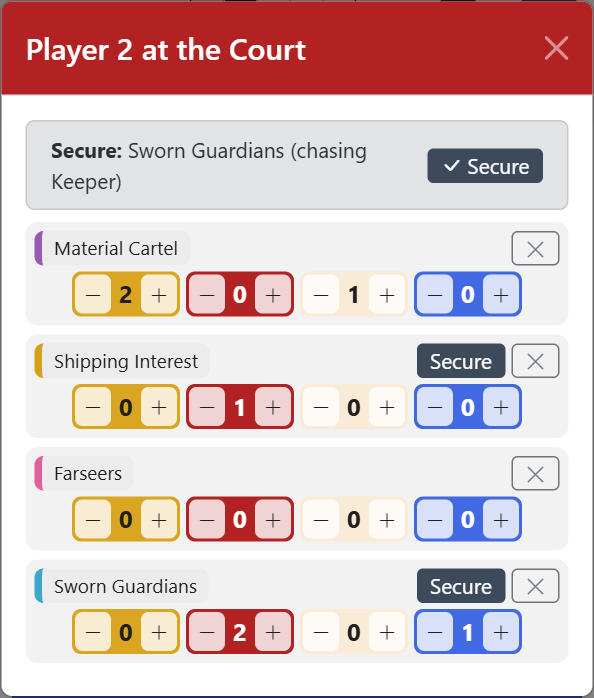 Player 2 at the Court
Secure: Sworn Guardians (chasing
Keeper)
Secure
Material Cartel
− 2 + − 0 + − 1 + − 0 +
Shipping Interest Secure
− 0 + − 1 + − 0 + − 0 +
Farseers
− 0 + − 0 + − 0 + − 0 +
Sworn Guardians Secure
− 0 + − 2 + − 0 + − 1 +